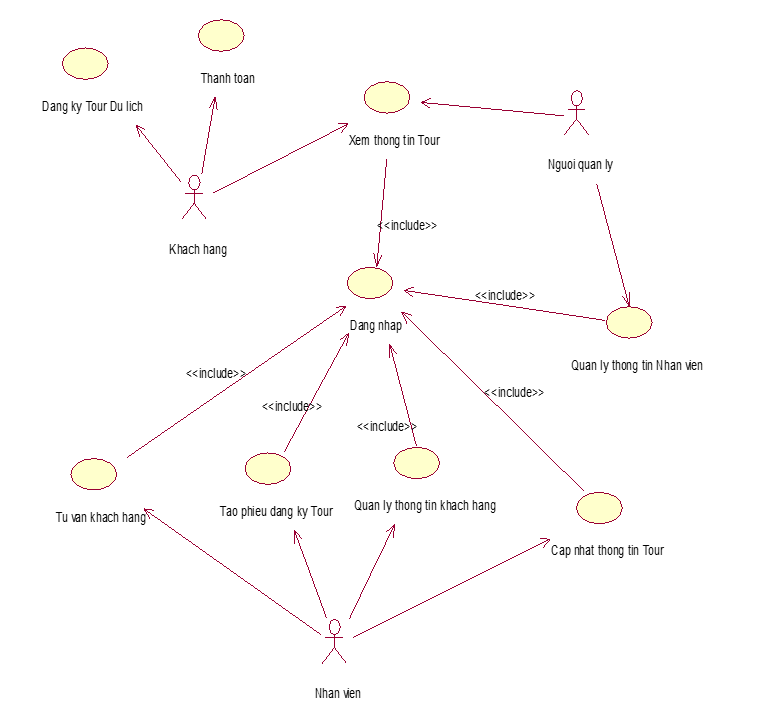 Thanh toan
Dang ky Tour Du lich
Xem thong tin Tour
Nguoi quan ly
Khach hang
<<include>>
<<include>>
Dang nhap
Quan ly thong tin Nhan vien
<<include>>
<<include>>
<<include>>
<<include>>
Tu van khach hang
Tao phieu dang ky Tour
Quan ly thong tin khach hang
Cap nhat thong tin Tour
Nhan vien